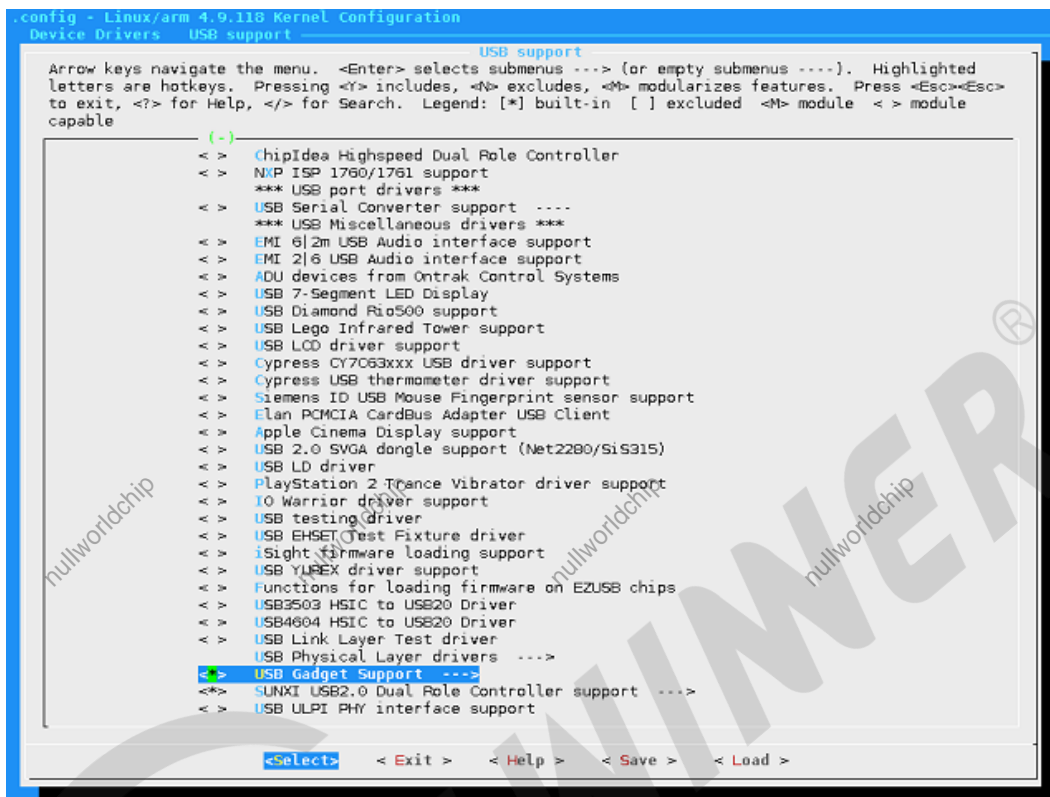 .config - Linux/arm 4.9.118 Kernel Configuration
Device Drivers   USB support
USB support
Arrow keys navigate the menu.  <Enter> selects submenus ---> (or empty submenus ----).  Highlighted
letters are hotkeys.  Pressing <Y> includes, <N> excludes, <M> modularizes features.  Press <Esc><Esc>
to exit, <?> for Help, </> for Search.  Legend: [*] built-in  [ ] excluded  <M> module  < > module
capable
(-)
< >   ChipIdea Highspeed Dual Role Controller
< >   NXP ISP 1760/1761 support
*** USB port drivers ***
< >   USB Serial Converter support  ----
*** USB Miscellaneous drivers ***
< >   EMI 6|2m USB Audio interface support
< >   EMI 2|6 USB Audio interface support
< >   ADU devices from Ontrak Control Systems
< >   USB 7-Segment LED Display
< >   USB Diamond Rio500 support
< >   USB Lego Infrared Tower support
< >   USB LCD driver support
< >   Cypress CY7C63xxx USB driver support
< >   Cypress USB thermometer driver support
< >   Siemens ID USB Mouse Fingerprint sensor support
< >   Elan PCMCIA CardBus Adapter USB Client
< >   Apple Cinema Display support
< >   USB 2.0 SVGA dongle support (Net2280/SiS315)
< >   USB LD driver
< >   PlayStation 2 Trance Vibrator driver support
< >   IO Warrior driver support
< >   USB testing driver
< >   USB EHSET Test Fixture driver
< >   iSight firmware loading support
< >   USB YUREX driver support
< >   Functions for loading firmware on EZUSB chips
< >   USB3503 HSIC to USB20 Driver
< >   USB4604 HSIC to USB20 Driver
< >   USB Link Layer Test driver
USB Physical Layer drivers  --->
<*>   USB Gadget Support  --->
<*>   SUNXI USB2.0 Dual Role Controller support  --->
< >   USB ULPI PHY interface support
<Select>    < Exit >    < Help >    < Save >    < Load >
nullworldchip
nullworldchip
nullworldchip
nullworldchip
WINNER®